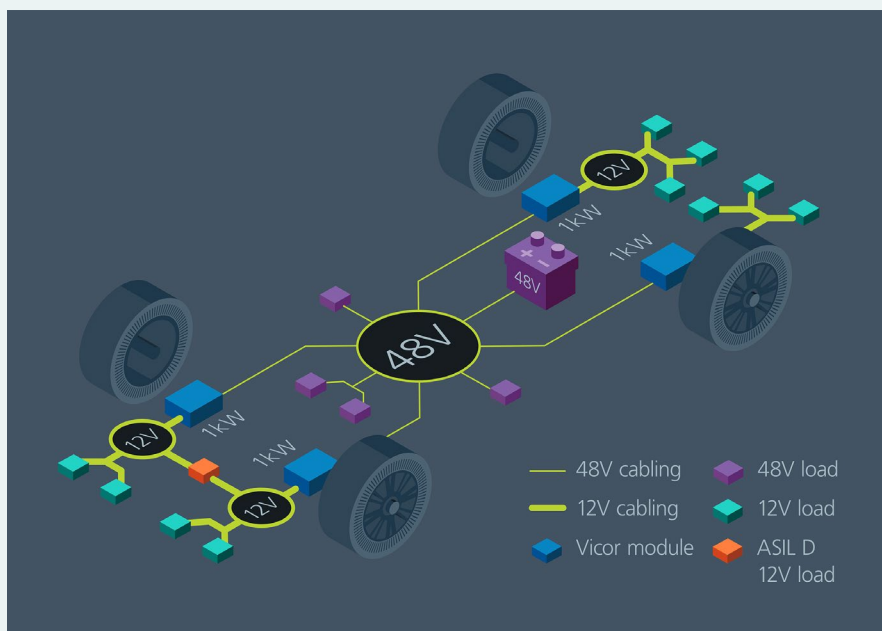 12V
1kW
1kW
+ −
48V
48V
1kW
12V
1kW
12V
48V cabling
48V load
12V cabling
12V load
Vicor module
ASIL D
12V load